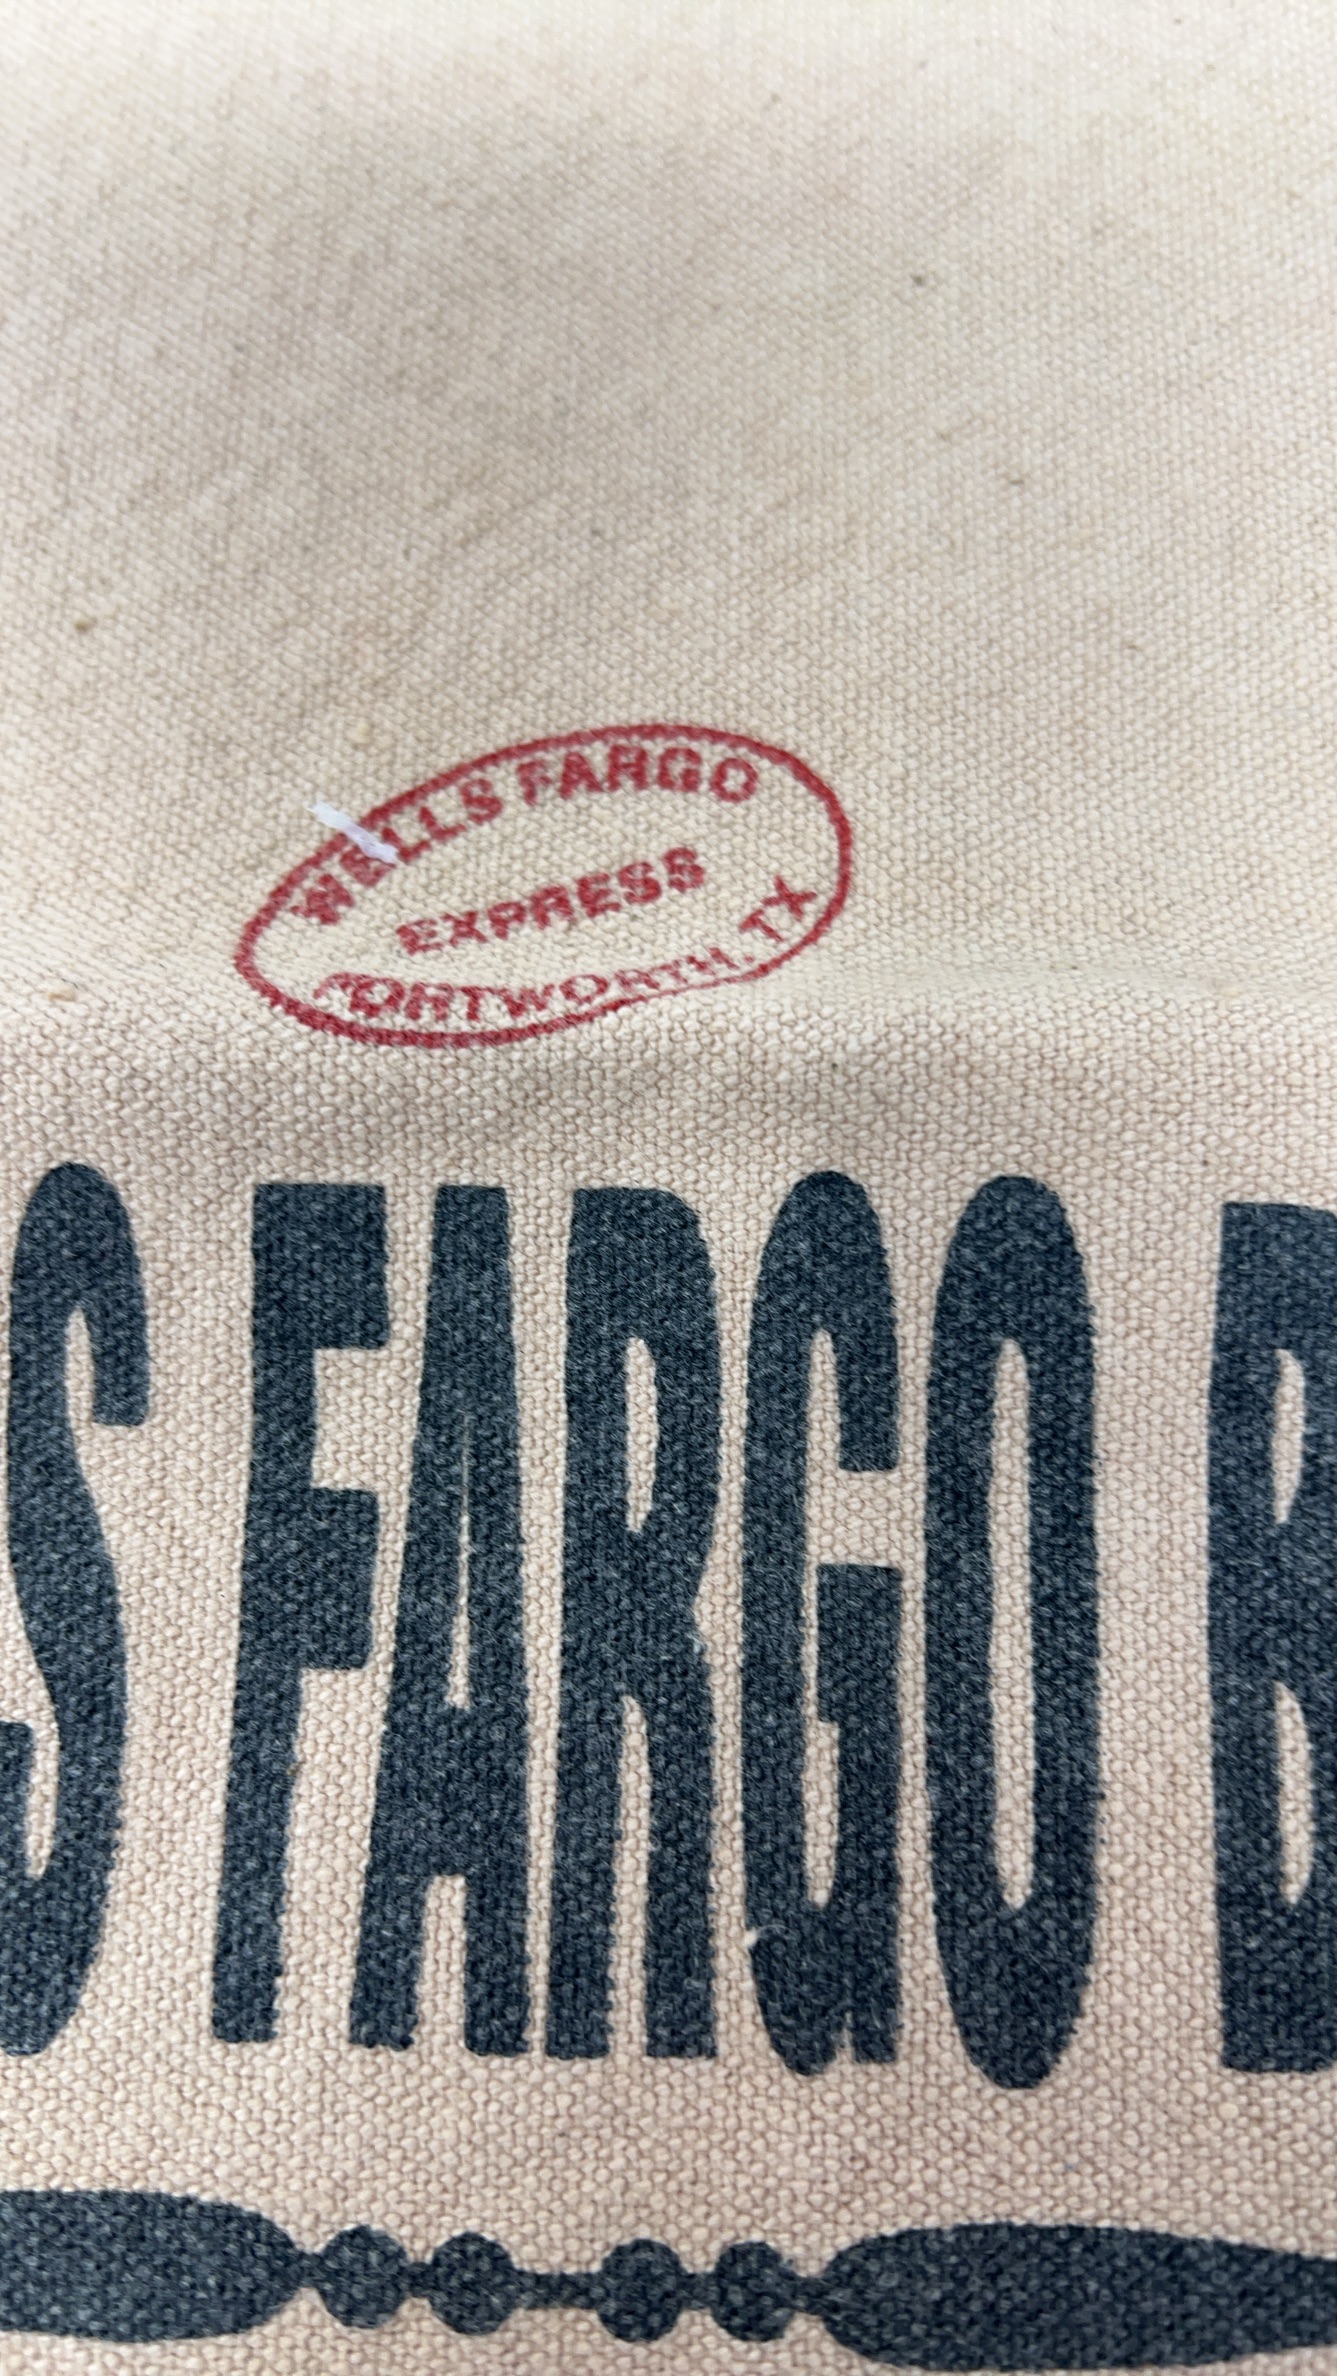 WELLS FARGO
EXPRESS
FORTWORTH, TX
S FARGO B